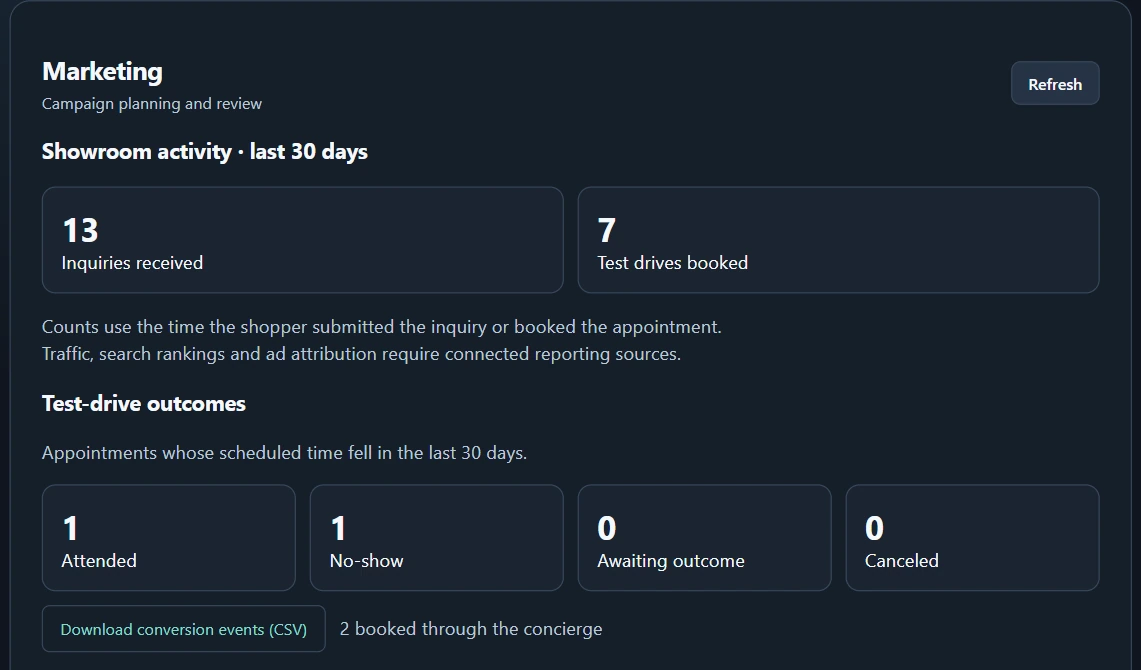 Marketing
Refresh
Campaign planning and review
Showroom activity · last 30 days
13
Inquiries received
7
Test drives booked
Counts use the time the shopper submitted the inquiry or booked the appointment.
Traffic, search rankings and ad attribution require connected reporting sources.
Test-drive outcomes
Appointments whose scheduled time fell in the last 30 days.
1
Attended
1
No-show
0
Awaiting outcome
0
Canceled
Download conversion events (CSV)
2 booked through the concierge